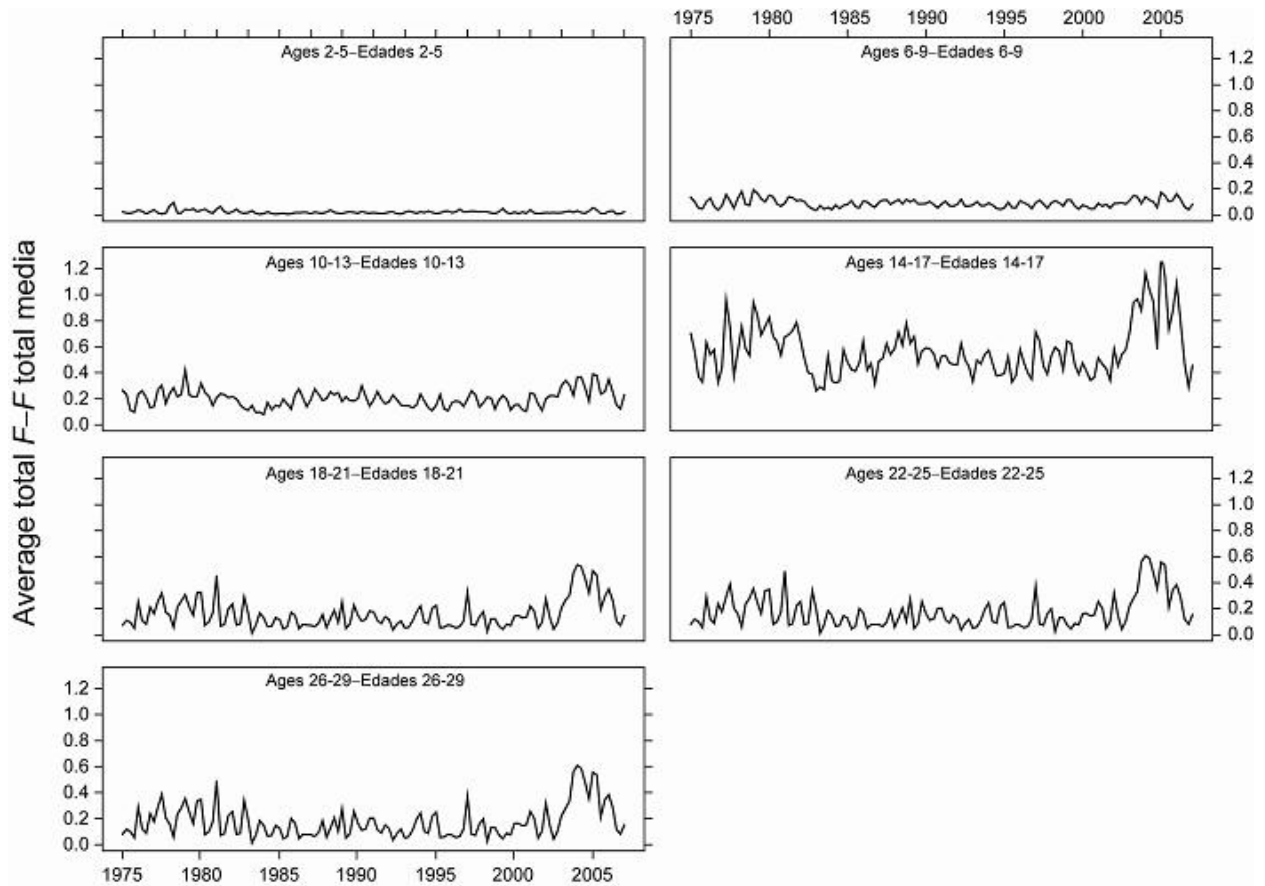 1975 1980 1985 1990 1995 2000 2005
Ages 2-5–Edades 2-5
Ages 6-9–Edades 6-9
1.2
1.0
0.8
0.6
0.4
0.2
0.0
Average total F–F total media
Ages 10-13–Edades 10-13
Ages 14-17–Edades 14-17
1.2
1.0
0.8
0.6
0.4
0.2
0.0
Ages 18-21–Edades 18-21
Ages 22-25–Edades 22-25
1.2
1.0
0.8
0.6
0.4
0.2
0.0
Ages 26-29–Edades 26-29
1.2
1.0
0.8
0.6
0.4
0.2
0.0
1975 1980 1985 1990 1995 2000 2005